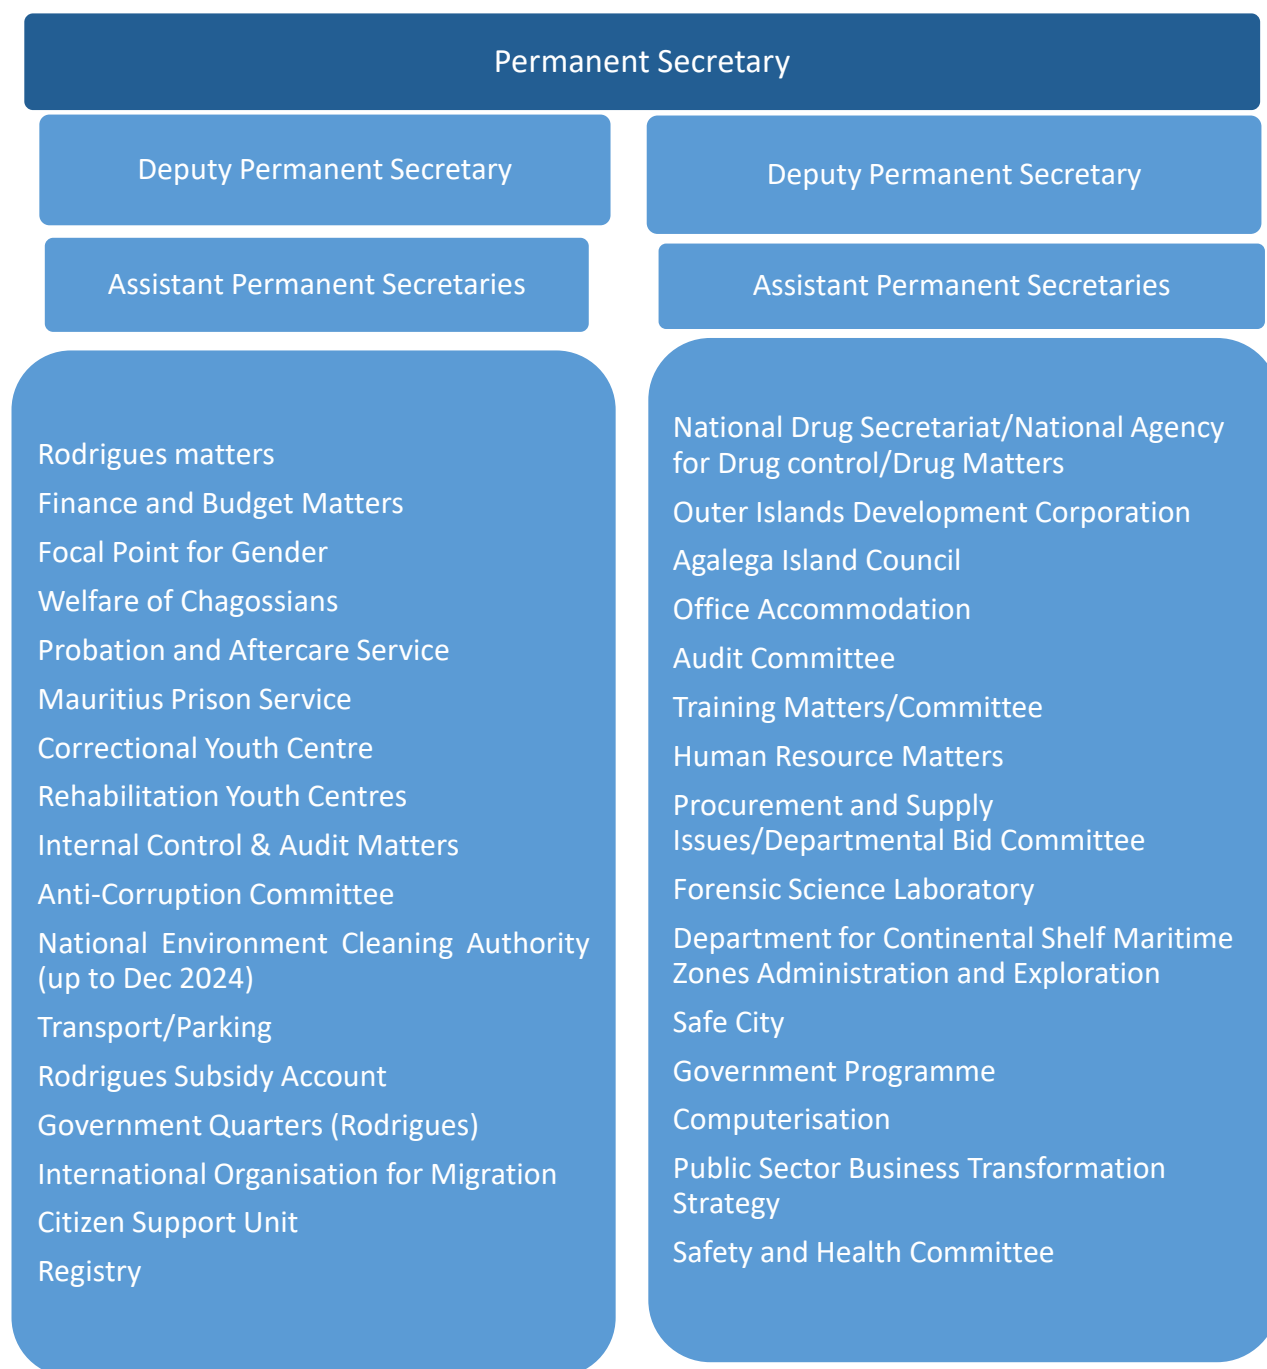 Permanent Secretary
Deputy Permanent Secretary
Assistant Permanent Secretaries
Rodrigues matters
Finance and Budget Matters
Focal Point for Gender
Welfare of Chagossians
Probation and Aftercare Service
Mauritius Prison Service
Correctional Youth Centre
Rehabilitation Youth Centres
Internal Control & Audit Matters
Anti-Corruption Committee
National Environment Cleaning Authority
(up to Dec 2024)
Transport/Parking
Rodrigues Subsidy Account
Government Quarters (Rodrigues)
International Organisation for Migration
Citizen Support Unit
Registry
Deputy Permanent Secretary
Assistant Permanent Secretaries
National Drug Secretariat/National Agency
for Drug control/Drug Matters
Outer Islands Development Corporation
Agalega Island Council
Office Accommodation
Audit Committee
Training Matters/Committee
Human Resource Matters
Procurement and Supply
Issues/Departmental Bid Committee
Forensic Science Laboratory
Department for Continental Shelf Maritime
Zones Administration and Exploration
Safe City
Government Programme
Computerisation
Public Sector Business Transformation
Strategy
Safety and Health Committee